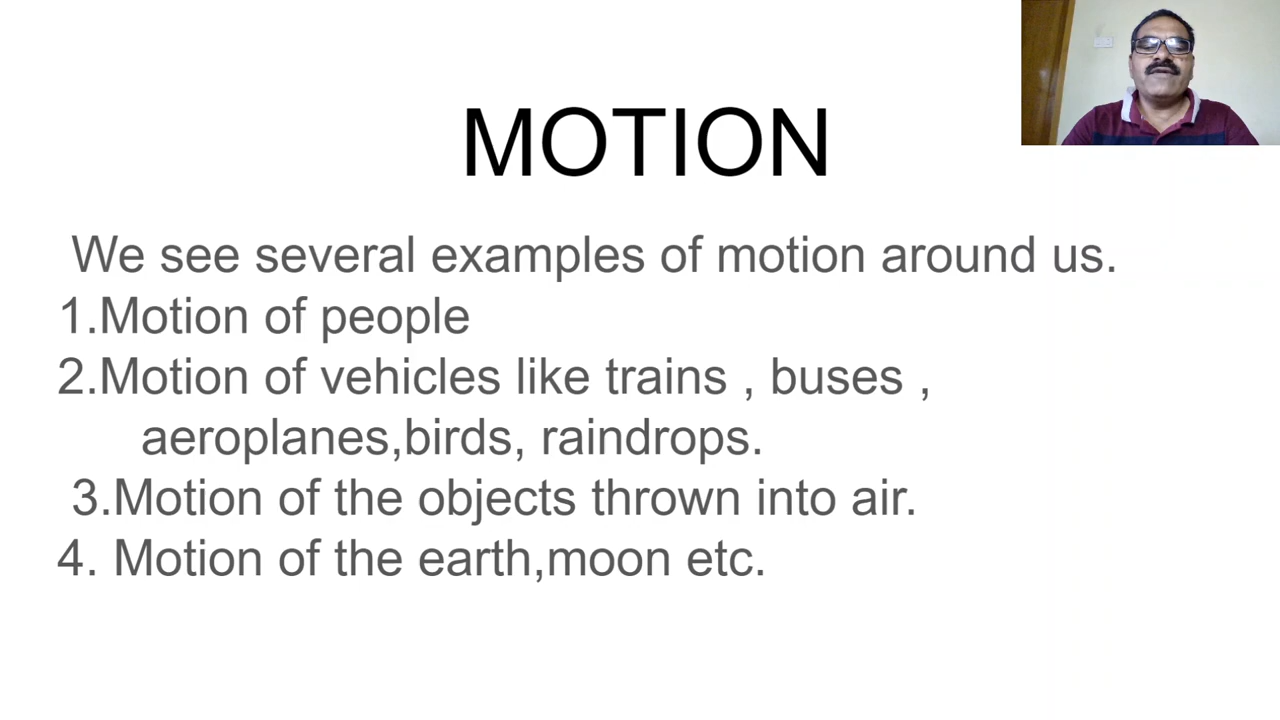 MOTION
We see several examples of motion around us.
1.Motion of people
2.Motion of vehicles like trains , buses ,
aeroplanes,birds, raindrops.
3.Motion of the objects thrown into air.
4. Motion of the earth,moon etc.